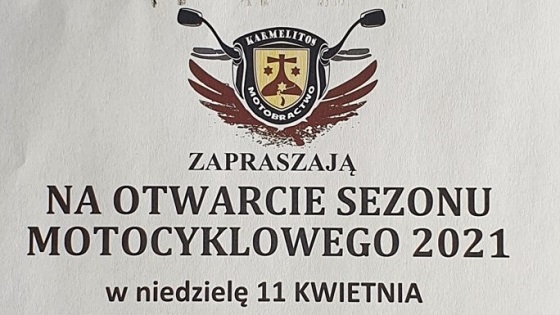 KARMELITOS
MOTOBRACTWO
ZAPRASZAJĄ
NA OTWARCIE SEZONU
MOTOCYKLOWEGO 2021
w niedzielę 11 KWIETNIA